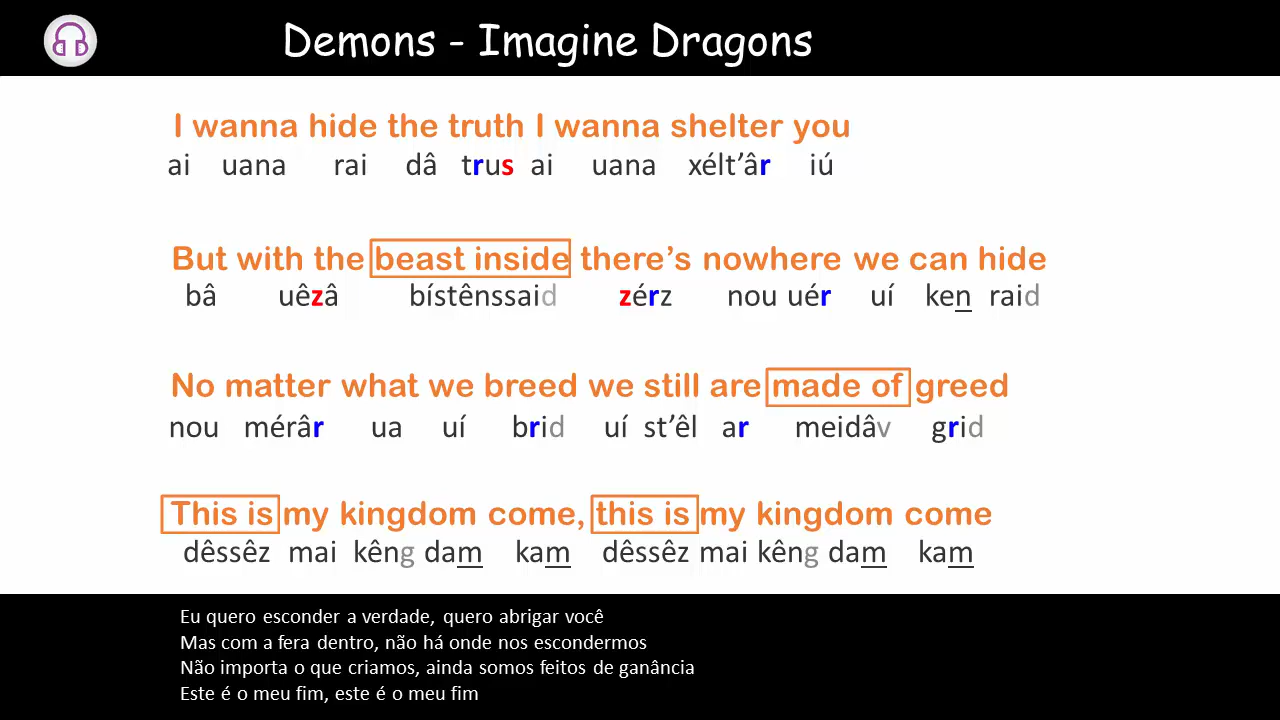 Demons - Imagine Dragons
I wanna hide the truth I wanna shelter you
ai uana rai dâ trus ai uana xélt'âr iú
But with the beast inside there's nowhere we can hide
bâ uêzâ bístênssaid zérz nou uér uí ken raid
No matter what we breed we still are made of greed
nou mérâr ua uí brid uí st'êl ar meidâv grid
This is my kingdom come, this is my kingdom come
dêssêz mai kêng dam kam dêssêz mai kêng dam kam
Eu quero esconder a verdade, quero abrigar você
Mas com a fera dentro, não há onde nos escondermos
Não importa o que criamos, ainda somos feitos de ganância
Este é o meu fim, este é o meu fim